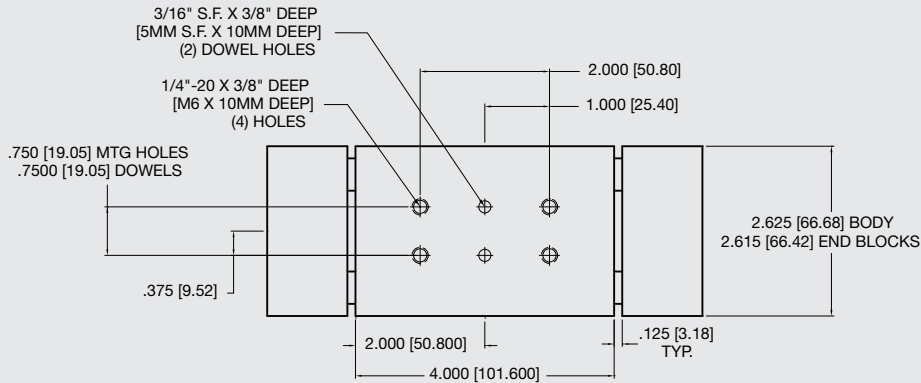 3/16" S.F. X 3/8" DEEP
[5MM S.F. X 10MM DEEP]
(2) DOWEL HOLES
1/4"-20 X 3/8" DEEP
[M6 X 10MM DEEP]
(4) HOLES
2.000 [50.80]
1.000 [25.40]
.750 [19.05] MTG HOLES
.7500 [19.05] DOWELS
2.625 [66.68] BODY
2.615 [66.42] END BLOCKS
.375 [9.52]
2.000 [50.800]
.125 [3.18]
TYP.
4.000 [101.600]